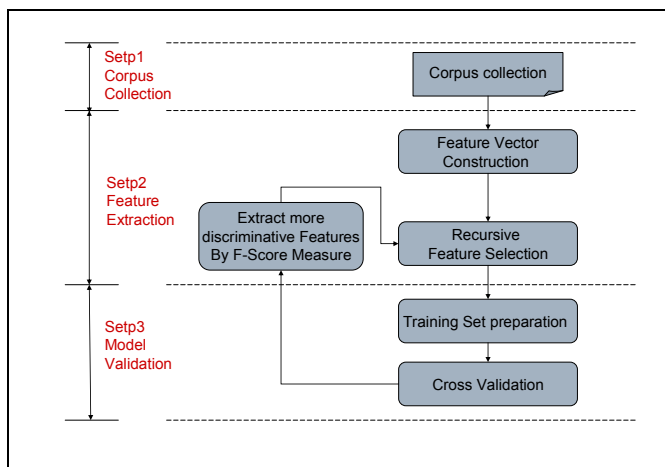 Setp1
Corpus
Collection
Corpus collection
Setp2
Feature
Extraction
Feature Vector
Construction
Extract more
discriminative Features
By F-Score Measure
Recursive
Feature Selection
Setp3
Model
Validation
Training Set preparation
Cross Validation